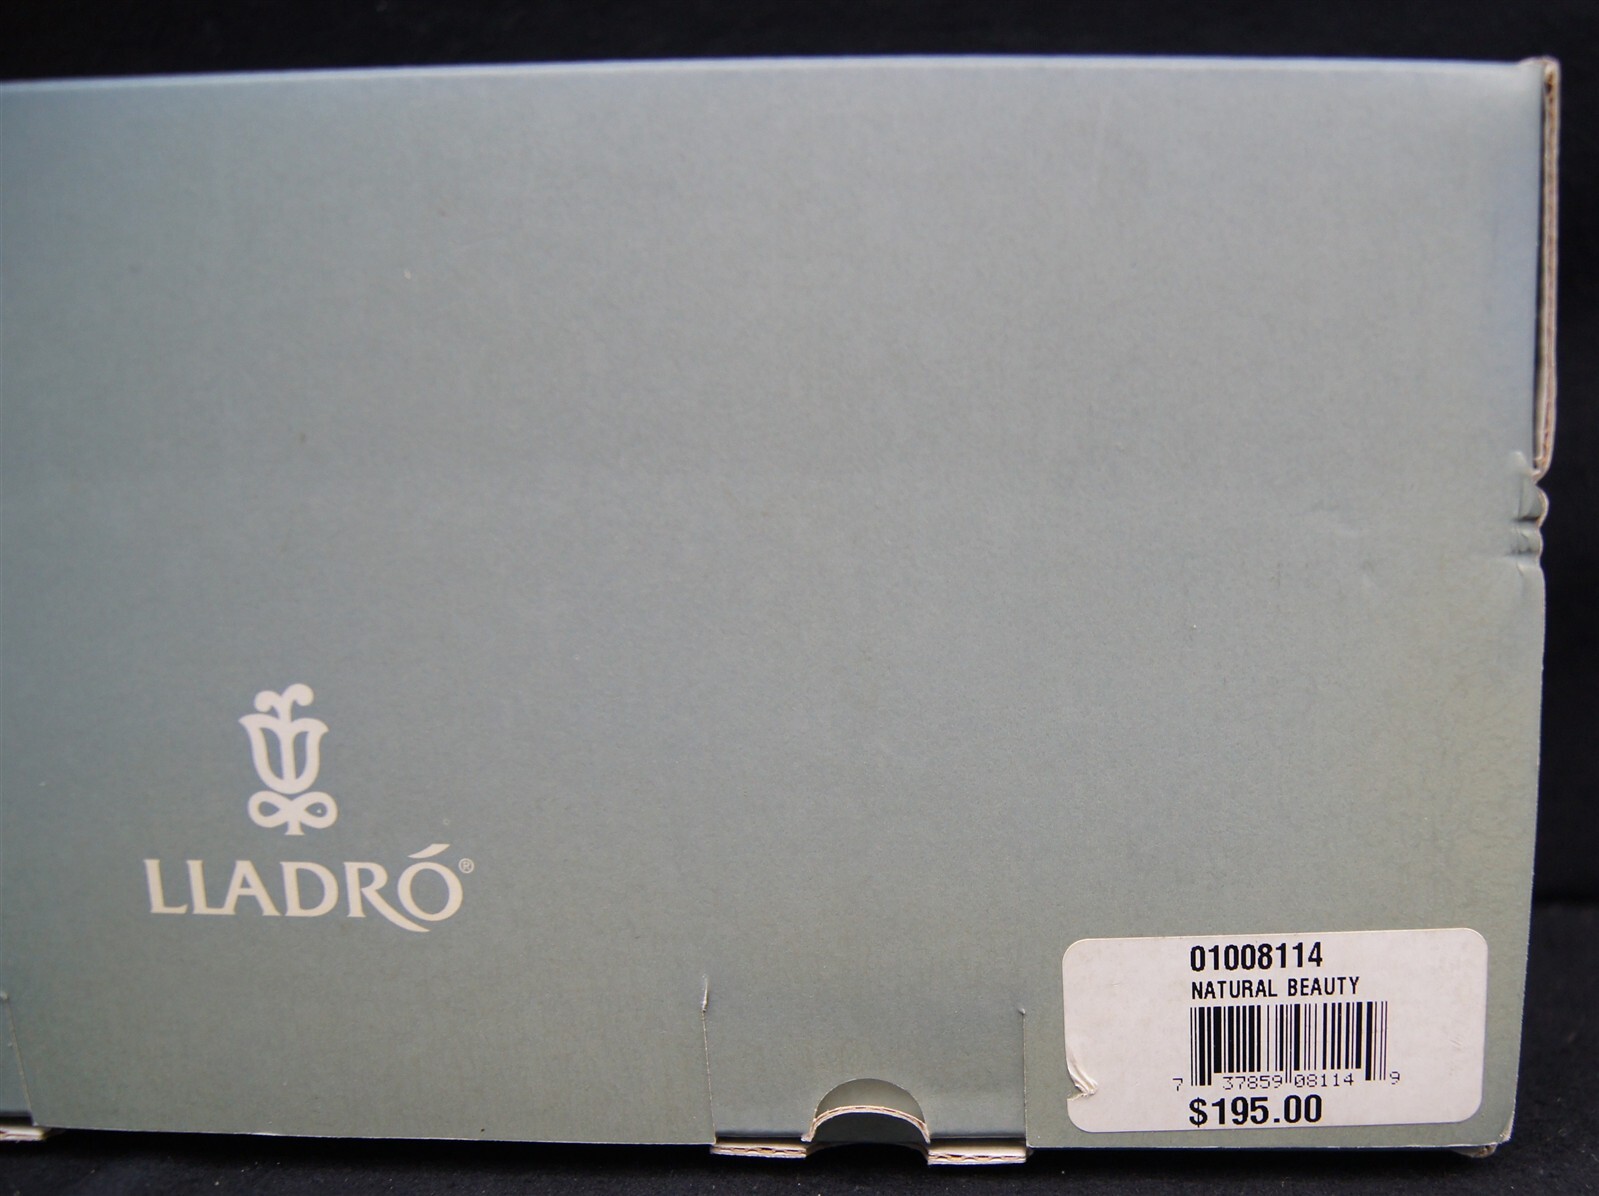 LLADRÓ®
01008114
NATURAL BEAUTY
7 37859 08114 9
$195.00